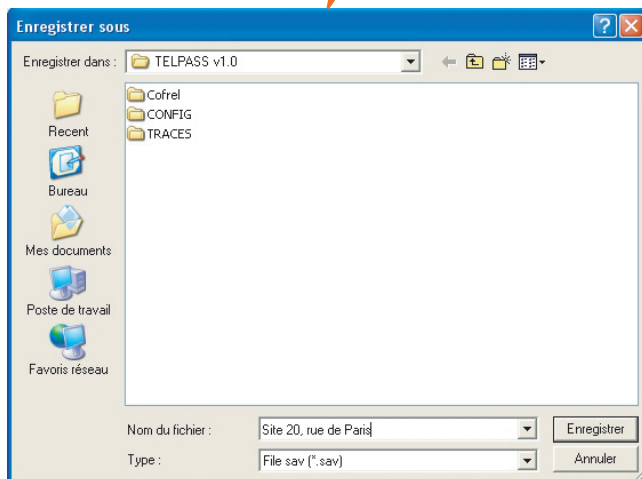 Enregistrer sous
Enregistrer dans : TELPASS v1.0
Recent
Bureau
Mes documents
Poste de travail
Favoris réseau
Cofrel
CONFIG
TRACES
Nom du fichier : Site 20, rue de Paris Enregistrer
Type : File sav (*.sav) Annuler